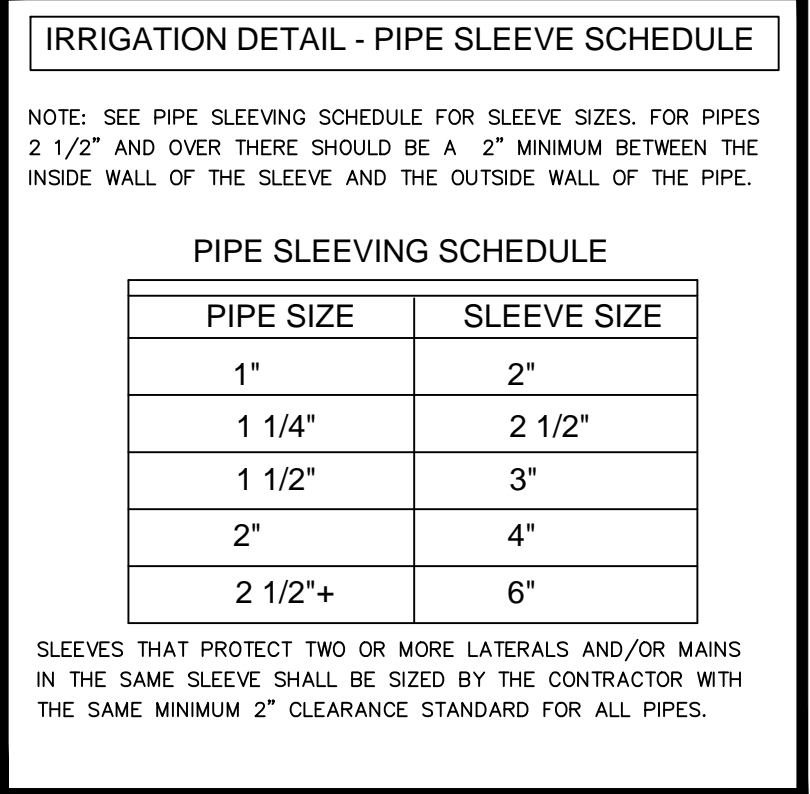 IRRIGATION DETAIL - PIPE SLEEVE SCHEDULE
NOTE: SEE PIPE SLEEVING SCHEDULE FOR SLEEVE SIZES. FOR PIPES
2 1/2" AND OVER THERE SHOULD BE A 2" MINIMUM BETWEEN THE
INSIDE WALL OF THE SLEEVE AND THE OUTSIDE WALL OF THE PIPE.
PIPE SLEEVING SCHEDULE
PIPE SIZE SLEEVE SIZE
1" 2"
1 1/4" 2 1/2"
1 1/2" 3"
2" 4"
2 1/2"+ 6"
SLEEVES THAT PROTECT TWO OR MORE LATERALS AND/OR MAINS
IN THE SAME SLEEVE SHALL BE SIZED BY THE CONTRACTOR WITH
THE SAME MINIMUM 2" CLEARANCE STANDARD FOR ALL PIPES.